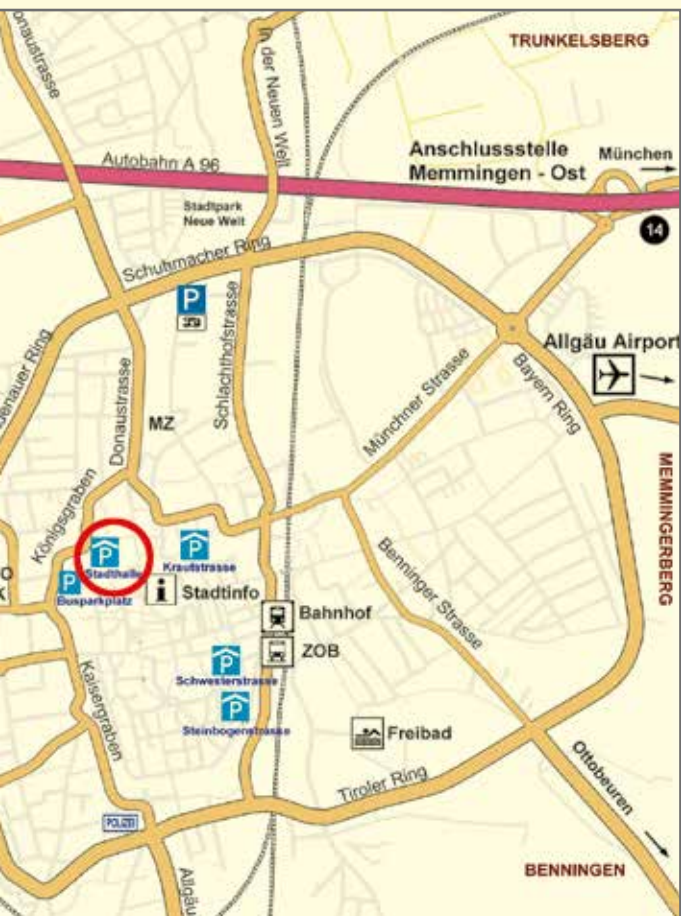 TRUNKELSBERG
In der Neuen Welt
Anschlussstelle
Memmingen - Ost
München
Autobahn A 96
Stadtpark
Neue Welt
14
Schuhmacher Ring
P
Allgäu Airport
Schlachthofstrasse
Donaustrasse
Münchner Strasse
Bayern Ring
MZ
MEMMINGERBERG
Königsgraben
P
Stadthalle
P
Krautstrasse
P
Busparkplatz
i
Stadtinfo
Benninger Strasse
Bahnhof
ZOB
P
Schwesterstrasse
P
Steinbogenstrasse
Kaisergraben
Freibad
Ottobeuren
Tiroler Ring
POLIZEI
BENNINGEN